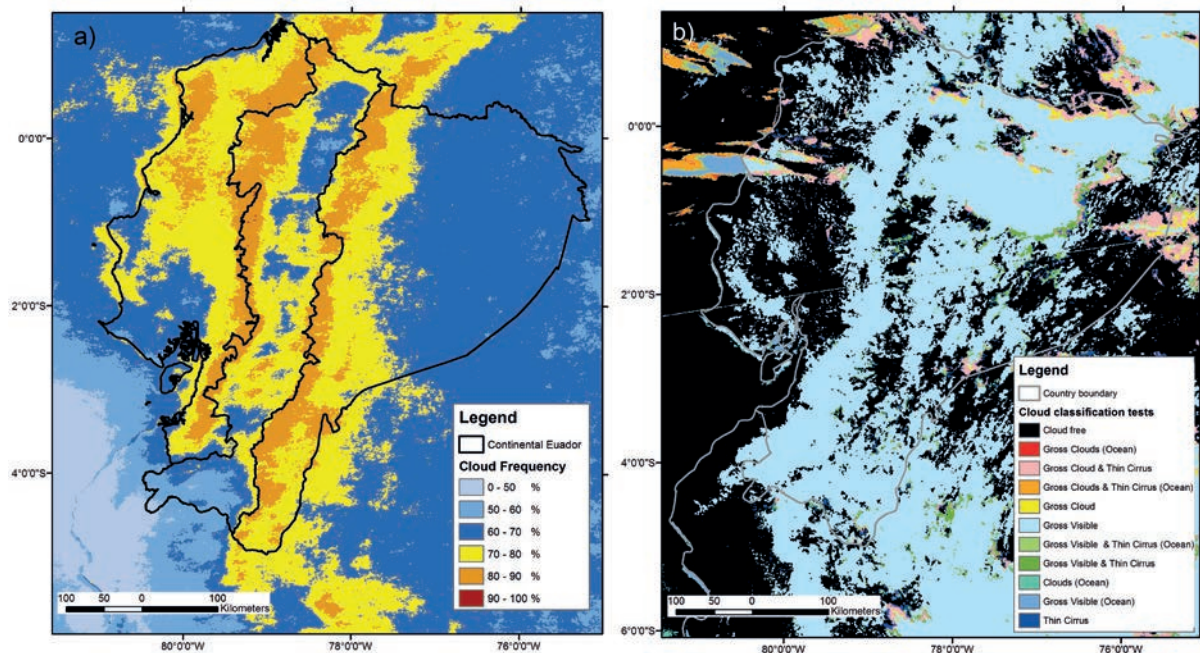 a)
0°0'0"
2°0'0"S
4°0'0"S
80°0'0"W
78°0'0"W
76°0'0"W
100 50 0 100
Kilometers
Legend
Continental Euador
Cloud Frequency
0 - 50 %
50 - 60 %
60 - 70 %
70 - 80 %
80 - 90 %
90 - 100 %
b)
0°0'0"
2°0'0"S
4°0'0"S
6°0'0"S
80°0'0"W
78°0'0"W
76°0'0"W
100 50 0 100
Kilometers
Legend
Country boundary
Cloud classification tests
Cloud free
Gross Clouds (Ocean)
Gross Cloud & Thin Cirrus
Gross Clouds & Thin Cirrus (Ocean)
Gross Cloud
Gross Visible
Gross Visible & Thin Cirrus (Ocean)
Gross Visible & Thin Cirrus
Clouds (Ocean)
Gross Visible (Ocean)
Thin Cirrus